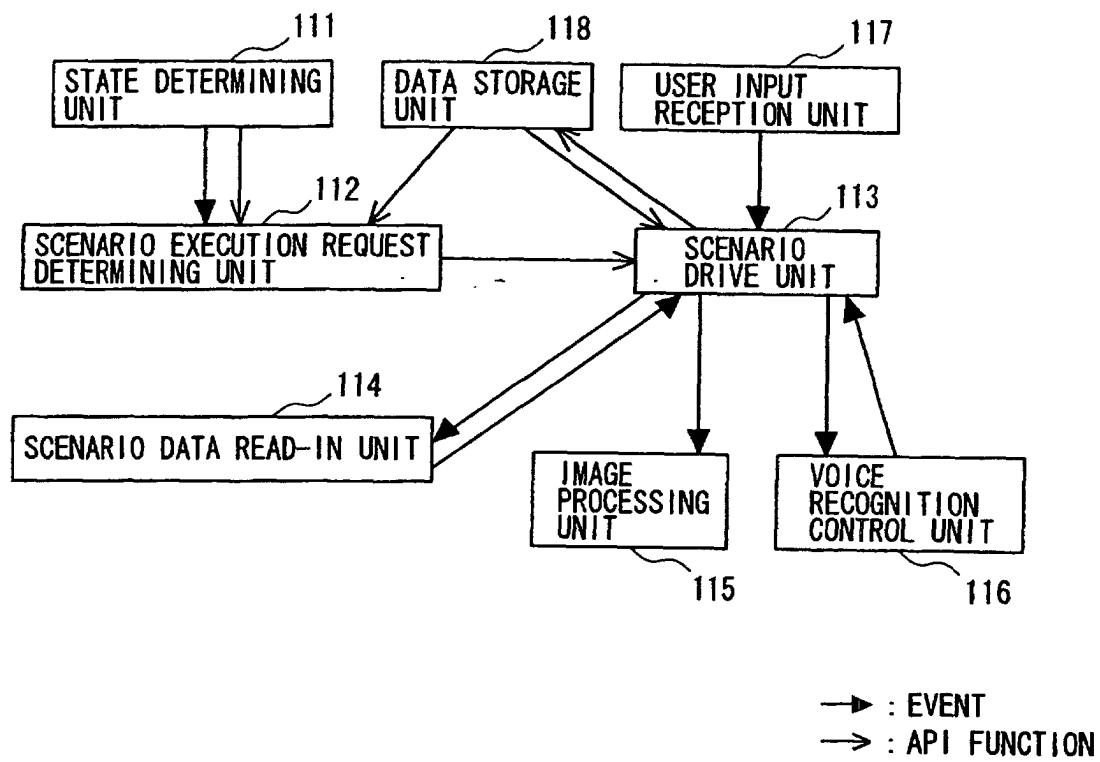 111
118
117
STATE DETERMINING
UNIT
DATA STORAGE
UNIT
USER INPUT
RECEPTION UNIT
112
113
SCENARIO EXECUTION REQUEST
DETERMINING UNIT
SCENARIO
DRIVE UNIT
114
SCENARIO DATA READ-IN UNIT
IMAGE
PROCESSING
UNIT
VOICE
RECOGNITION
CONTROL UNIT
115
116
: EVENT
: API FUNCTION